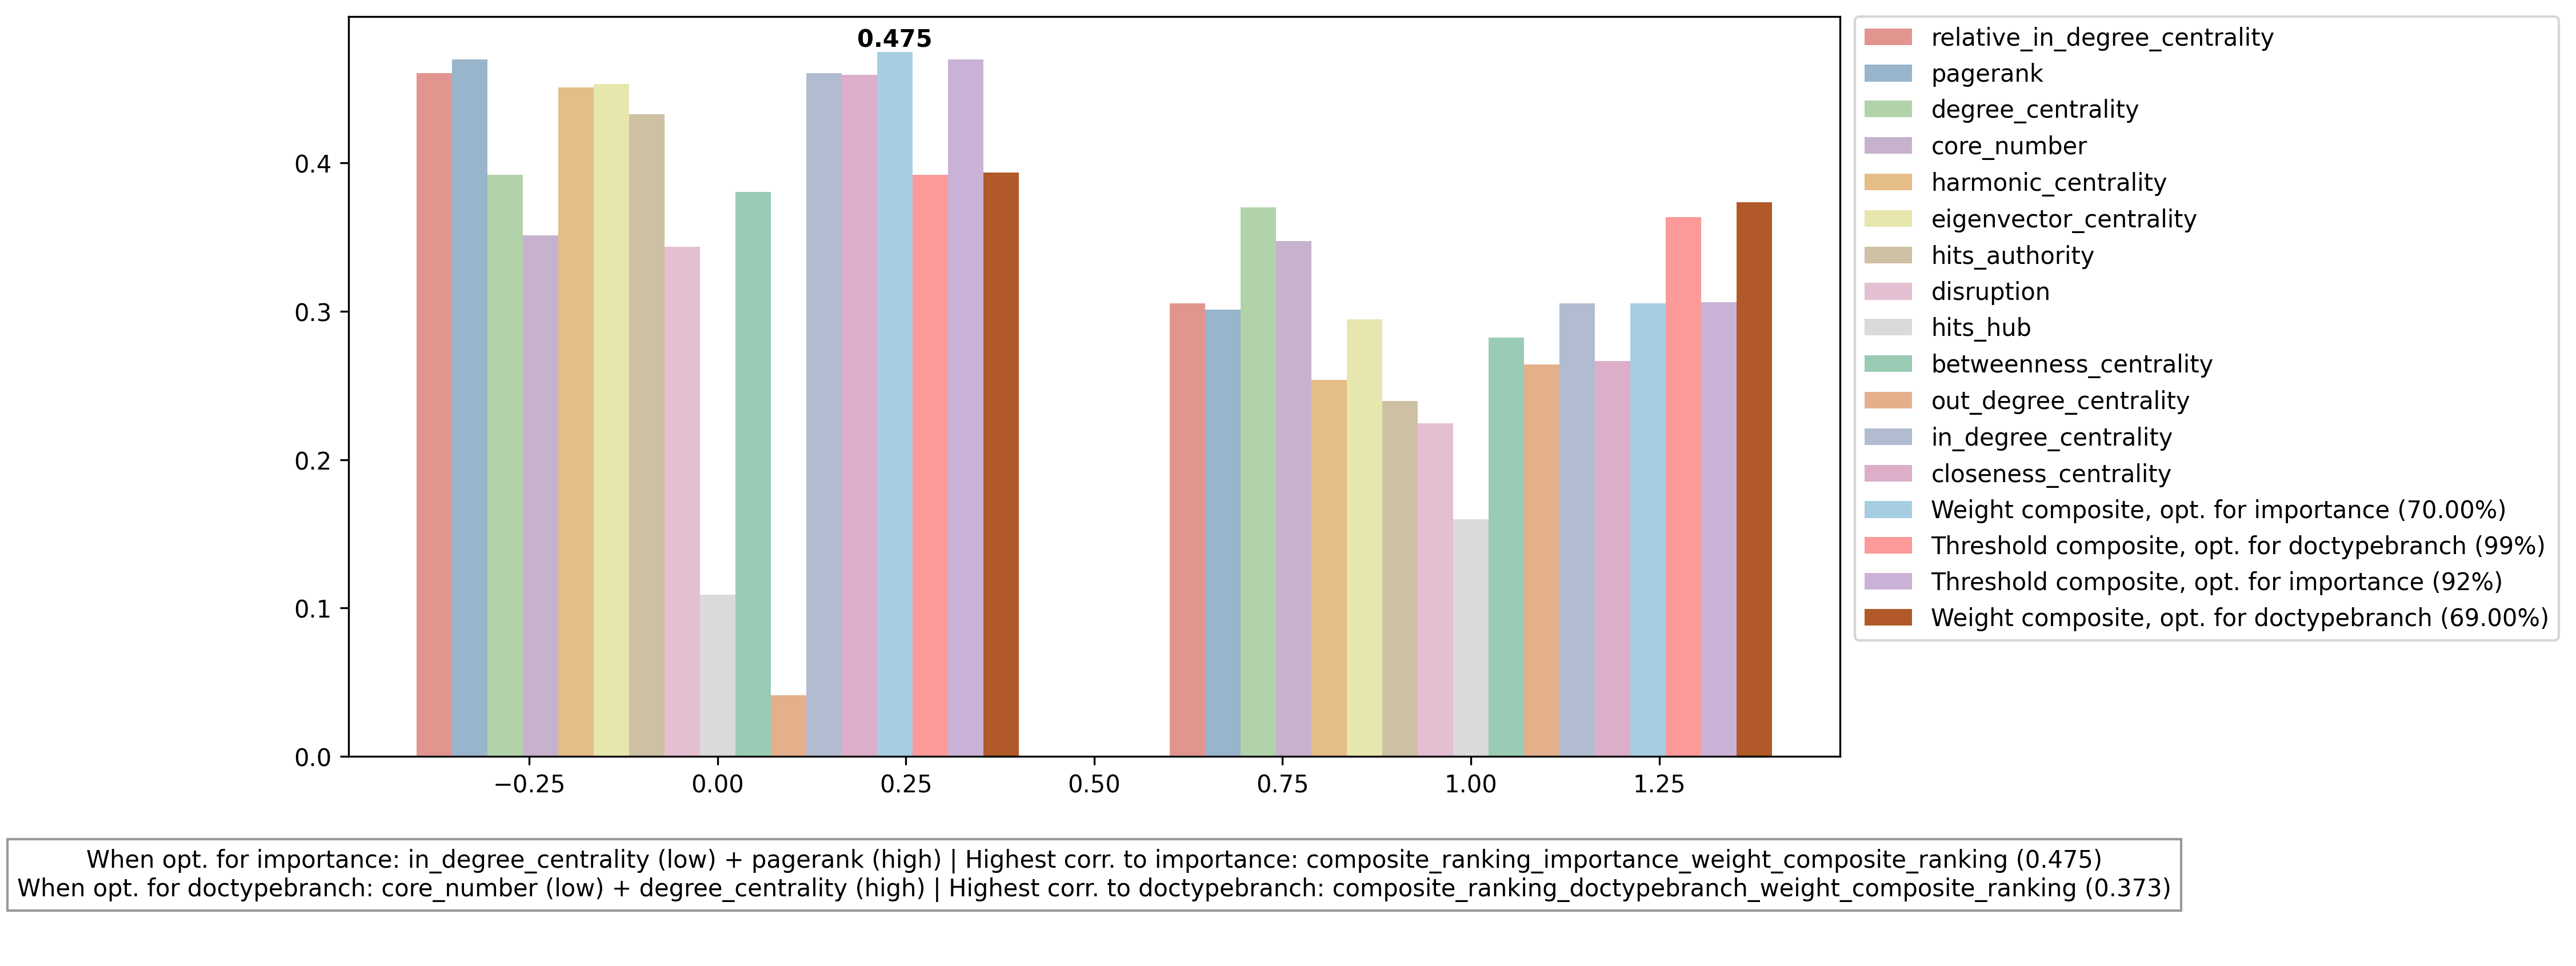 0.475
0.4
0.3
0.2
0.1
0.0
−0.25 0.00 0.25 0.50 0.75 1.00 1.25
relative_in_degree_centrality
pagerank
degree_centrality
core_number
harmonic_centrality
eigenvector_centrality
hits_authority
disruption
hits_hub
betweenness_centrality
out_degree_centrality
in_degree_centrality
closeness_centrality
Weight composite, opt. for importance (70.00%)
Threshold composite, opt. for doctypebranch (99%)
Threshold composite, opt. for importance (92%)
Weight composite, opt. for doctypebranch (69.00%)
When opt. for importance: in_degree_centrality (low) + pagerank (high) | Highest corr. to importance: composite_ranking_importance_weight_composite_ranking (0.475)
When opt. for doctypebranch: core_number (low) + degree_centrality (high) | Highest corr. to doctypebranch: composite_ranking_doctypebranch_weight_composite_ranking (0.373)